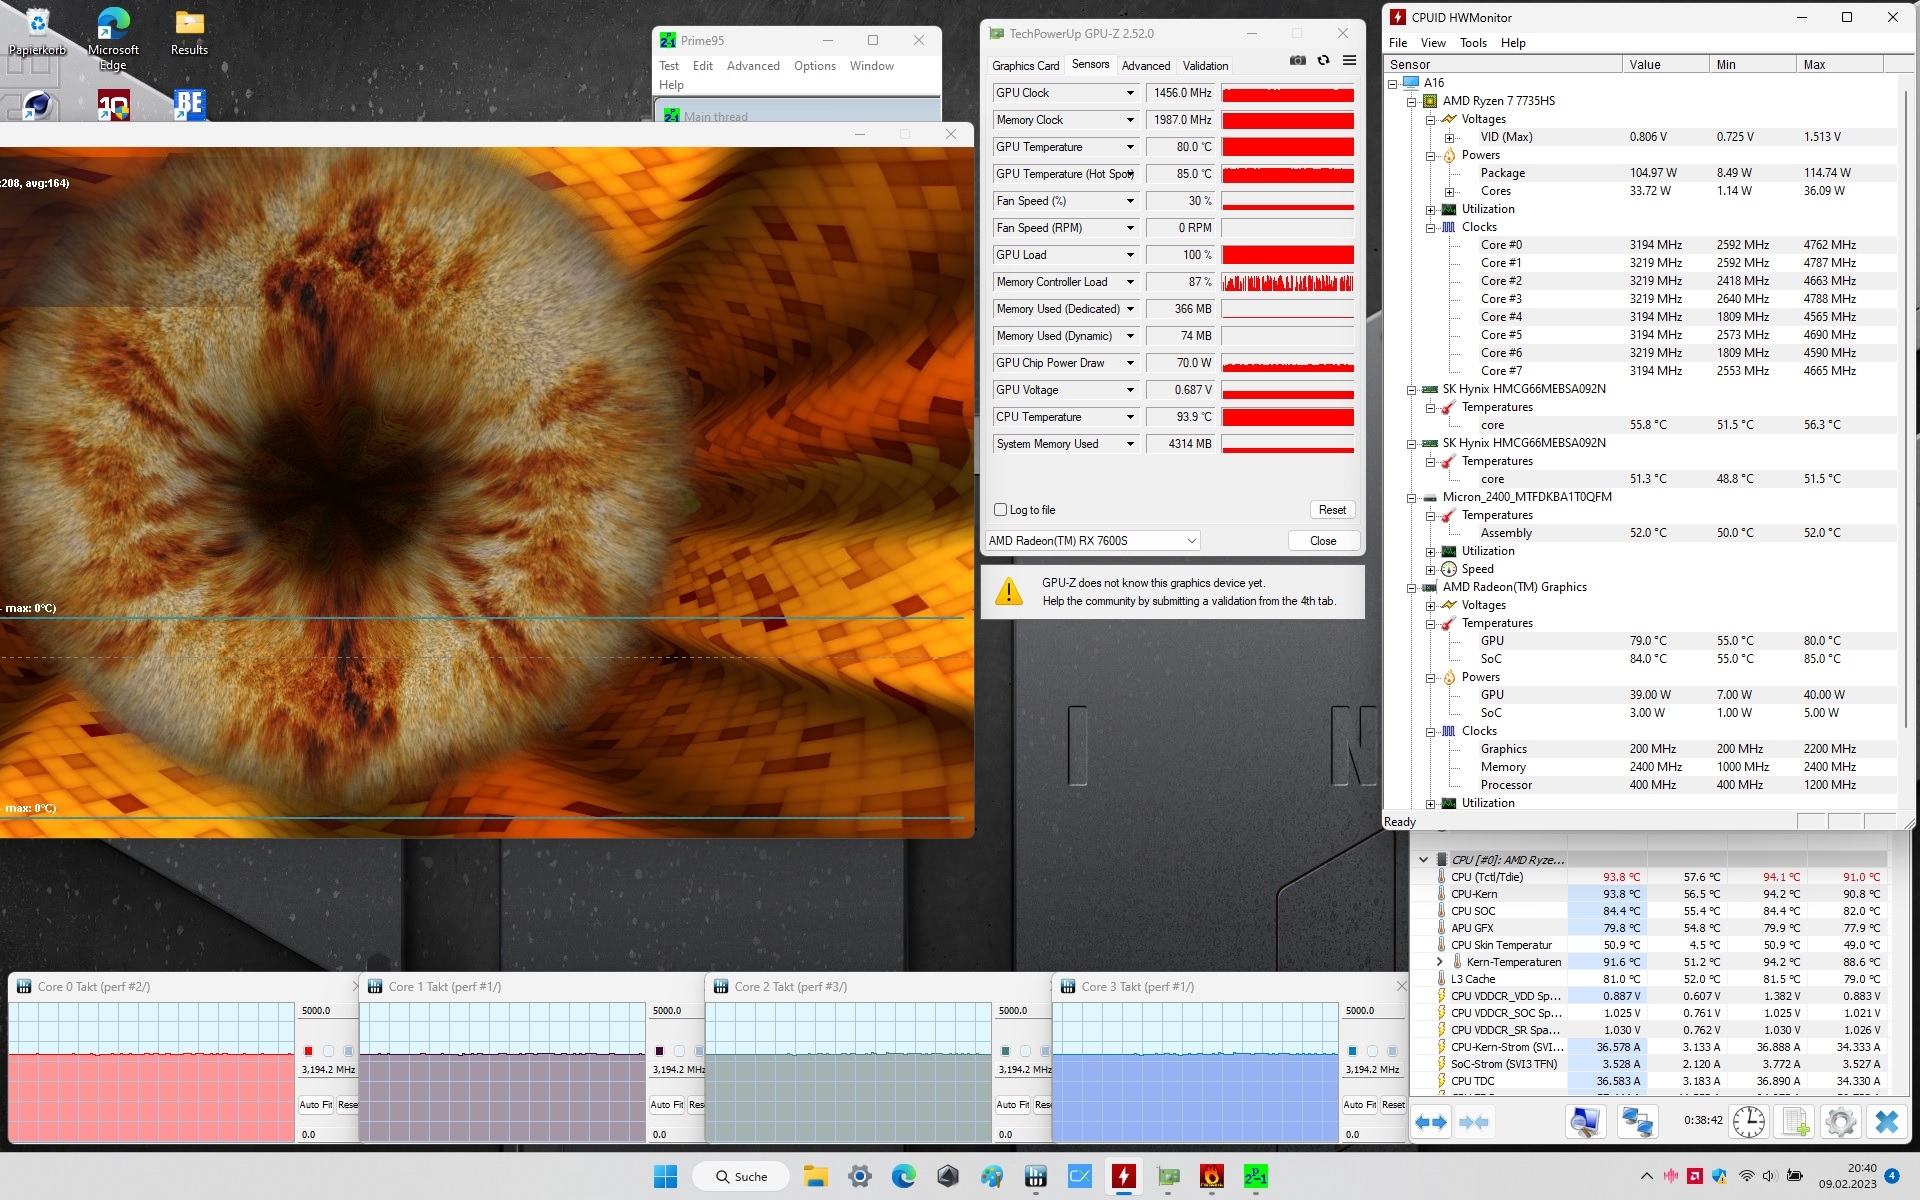 Papierkorb
Microsoft Edge
Results
10
BE
Prime95
Test Edit Advanced Options Window
Help
Main thread
:208, avg:164)
- max: 0°C)
- max: 0°C)
TechPowerUp GPU-Z 2.52.0
Graphics Card Sensors Advanced Validation
GPU Clock 1456.0 MHz
Memory Clock 1987.0 MHz
GPU Temperature 80.0 °C
GPU Temperature (Hot Spot) 85.0 °C
Fan Speed (%) 30 %
Fan Speed (RPM) 0 RPM
GPU Load 100 %
Memory Controller Load 87 %
Memory Used (Dedicated) 366 MB
Memory Used (Dynamic) 74 MB
GPU Chip Power Draw 70.0 W
GPU Voltage 0.687 V
CPU Temperature 93.9 °C
System Memory Used 4314 MB
Log to file Reset
AMD Radeon(TM) RX 7600S Close
GPU-Z does not know this graphics device yet.
Help the community by submitting a validation from the 4th tab.
CPUID HWMonitor
File View Tools Help
Sensor Value Min Max
A16
AMD Ryzen 7 7735HS
Voltages
VID (Max) 0.806 V 0.725 V 1.513 V
Powers
Package 104.97 W 8.49 W 114.74 W
Cores 33.72 W 1.14 W 36.09 W
Utilization
Clocks
Core #0 3194 MHz 2592 MHz 4762 MHz
Core #1 3219 MHz 2592 MHz 4787 MHz
Core #2 3219 MHz 2418 MHz 4663 MHz
Core #3 3219 MHz 2640 MHz 4788 MHz
Core #4 3194 MHz 1809 MHz 4565 MHz
Core #5 3194 MHz 2573 MHz 4690 MHz
Core #6 3219 MHz 1809 MHz 4590 MHz
Core #7 3194 MHz 2553 MHz 4665 MHz
SK Hynix HMCG66MEBSA092N
Temperatures
core 55.8 °C 51.5 °C 56.3 °C
SK Hynix HMCG66MEBSA092N
Temperatures
core 51.3 °C 48.8 °C 51.5 °C
Micron_2400_MTFDKBA1T0QFM
Temperatures
Assembly 52.0 °C 50.0 °C 52.0 °C
Utilization
Speed
AMD Radeon(TM) Graphics
Voltages
Temperatures
GPU 79.0 °C 55.0 °C 80.0 °C
SoC 84.0 °C 55.0 °C 85.0 °C
Powers
GPU 39.00 W 7.00 W 40.00 W
SoC 3.00 W 1.00 W 5.00 W
Clocks
Graphics 200 MHz 200 MHz 2200 MHz
Memory 2400 MHz 1000 MHz 2400 MHz
Processor 400 MHz 400 MHz 1200 MHz
Utilization
Ready
CPU [#0]: AMD Ryze...
CPU (Tctl/Tdie) 93.8 °C 57.6 °C 94.1 °C 91.0 °C
CPU-Kern 93.8 °C 56.5 °C 94.2 °C 90.8 °C
CPU SOC 84.4 °C 55.4 °C 84.4 °C 82.0 °C
APU GFX 79.8 °C 54.8 °C 79.9 °C 77.9 °C
CPU Skin Temperatur 50.9 °C 4.5 °C 50.9 °C 49.0 °C
Kern-Temperaturen 91.6 °C 51.2 °C 94.2 °C 88.6 °C
L3 Cache 81.0 °C 52.0 °C 81.5 °C 79.0 °C
CPU VDDCR_VDD Sp... 0.887 V 0.607 V 1.382 V 0.883 V
CPU VDDCR_SOC Sp... 1.025 V 0.761 V 1.025 V 1.021 V
CPU VDDCR_SR Spa... 1.030 V 0.762 V 1.030 V 1.026 V
CPU-Kern-Strom (SVI... 36.578 A 3.133 A 36.888 A 34.333 A
SoC-Strom (SVI3 TFN) 3.528 A 2.120 A 3.772 A 3.527 A
CPU TDC 36.583 A 3.183 A 36.890 A 34.330 A
0:38:42
Core 0 Takt (perf #2/)
5000.0
3,194.2 MHz
Auto Fit Rese
0.0
Core 1 Takt (perf #1/)
5000.0
3,194.2 MHz
Auto Fit Res
0.0
Core 2 Takt (perf #3/)
5000.0
3,194.2 MHz
Auto Fit Rese
0.0
Core 3 Takt (perf #1/)
5000.0
3,194.2 MHz
Auto Fit Reset
0.0
Suche
20:40
09.02.2023
4